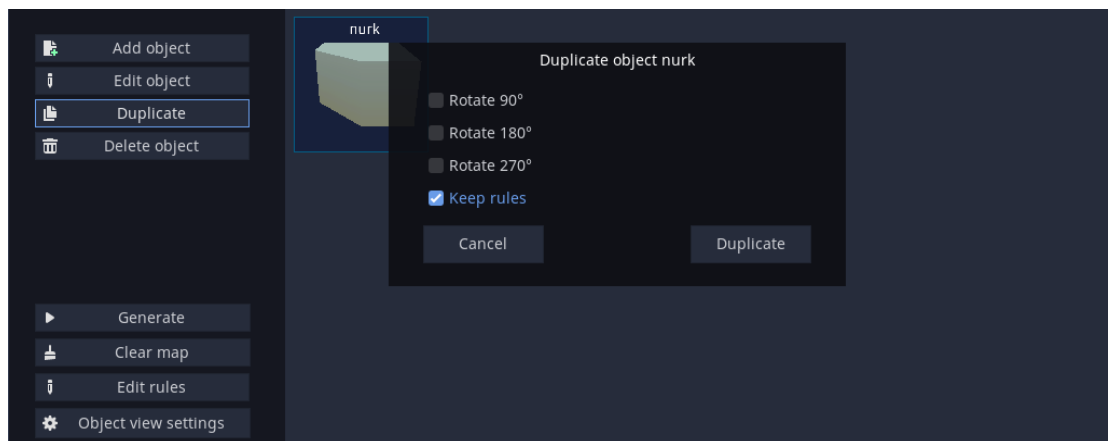 Add object
Edit object
Duplicate
Delete object
Generate
Clear map
Edit rules
Object view settings
nurk
Duplicate object nurk
Rotate 90°
Rotate 180°
Rotate 270°
Keep rules
Cancel
Duplicate